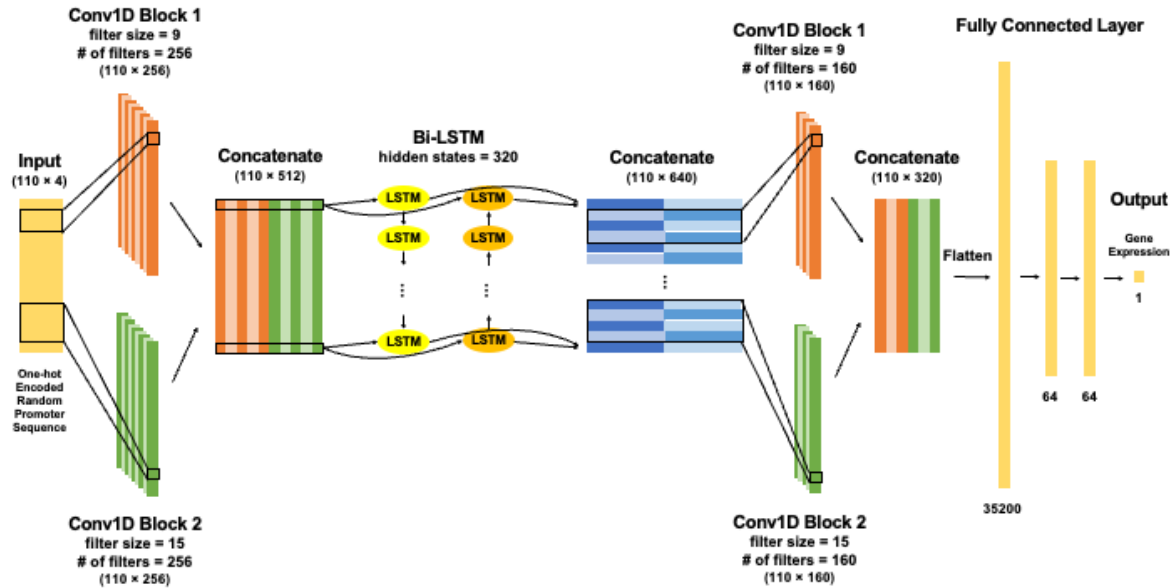 Conv1D Block 1
filter size = 9
# of filters = 256
(110 × 256)
Input
(110 × 4)
One-hot
Encoded
Random
Promoter
Sequence
Conv1D Block 2
filter size = 15
# of filters = 256
(110 × 256)
Concatenate
(110 × 512)
Bi-LSTM
hidden states = 320
LSTM
LSTM
LSTM
LSTM
...
...
LSTM
LSTM
Concatenate
(110 × 640)
...
Conv1D Block 1
filter size = 9
# of filters = 160
(110 × 160)
Conv1D Block 2
filter size = 15
# of filters = 160
(110 × 160)
Concatenate
(110 × 320)
Flatten
Fully Connected Layer
35200
64
64
Output
Gene
Expression
1